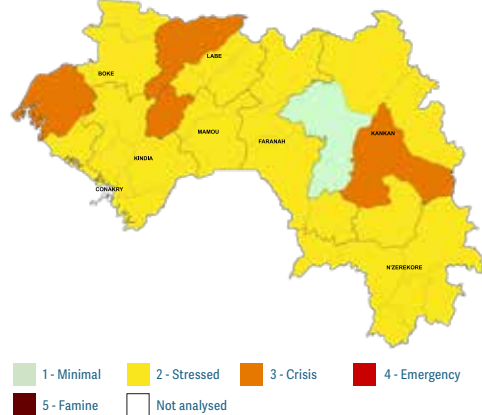 LABE
BOKE
MAMOU
KANKAN
FARANAH
KINDIA
CONAKRY
N'ZEREKORE
1 - Minimal
2 - Stressed
3 - Crisis
4 - Emergency
5 - Famine
Not analysed